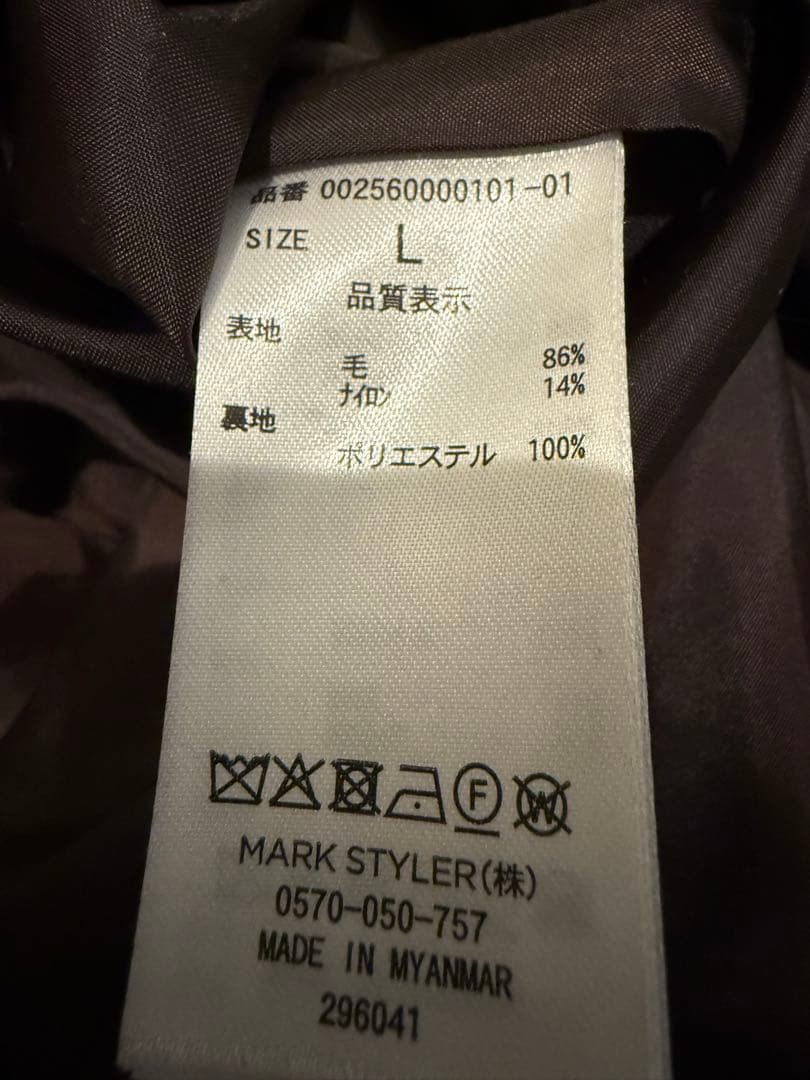 品番 002560000101-01
SIZE L
品質表示
表地
毛 86%
ナイロン 14%
裏地
ポリエステル 100%
F W
MARK STYLER(株)
0570-050-757
MADE IN MYANMAR
296041